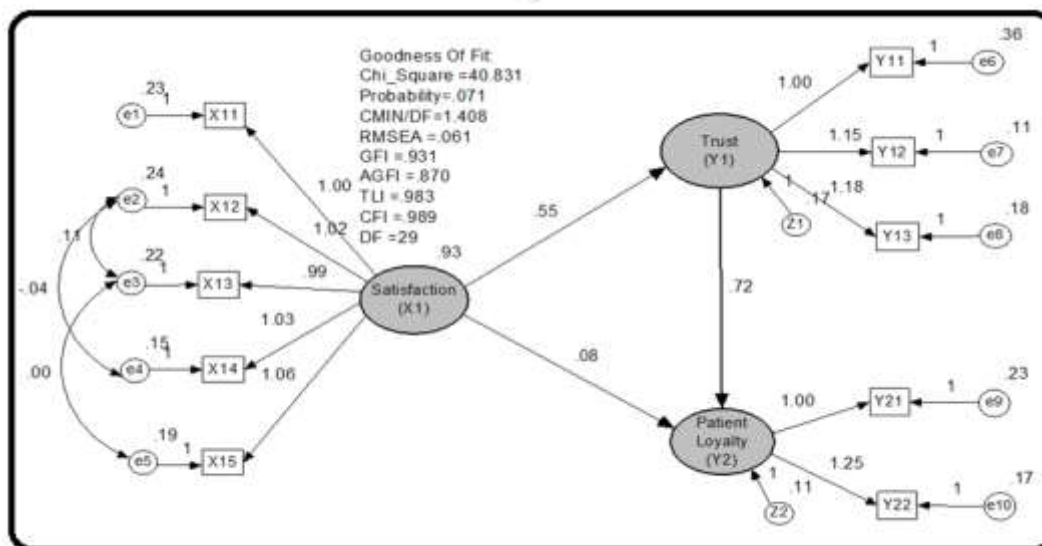 Goodness Of Fit:
Chi_Square =40.831
Probability=.071
CMIN/DF=1.408
RMSEA =.061
GFI =.931
AGFI =.870
TLI =.983
CFI =.989
DF =29
.23
1
e1
X11
1.00
.24
1
e2
X12
1.02
.11
.22
1
e3
X13
.99
-.04
.15
1
e4
X14
1.03
.00
.19
1
e5
X15
1.06
.93
Satisfaction
(X1)
.55
.08
Trust
(Y1)
1.00
Y11
1
.36
e6
1.15
Y12
1
.11
e7
1.18
Y13
1
.18
e8
1
.17
Z1
.72
Patient
Loyalty
(Y2)
1.00
Y21
1
.23
e9
1.25
Y22
1
.17
e10
1
.11
Z2